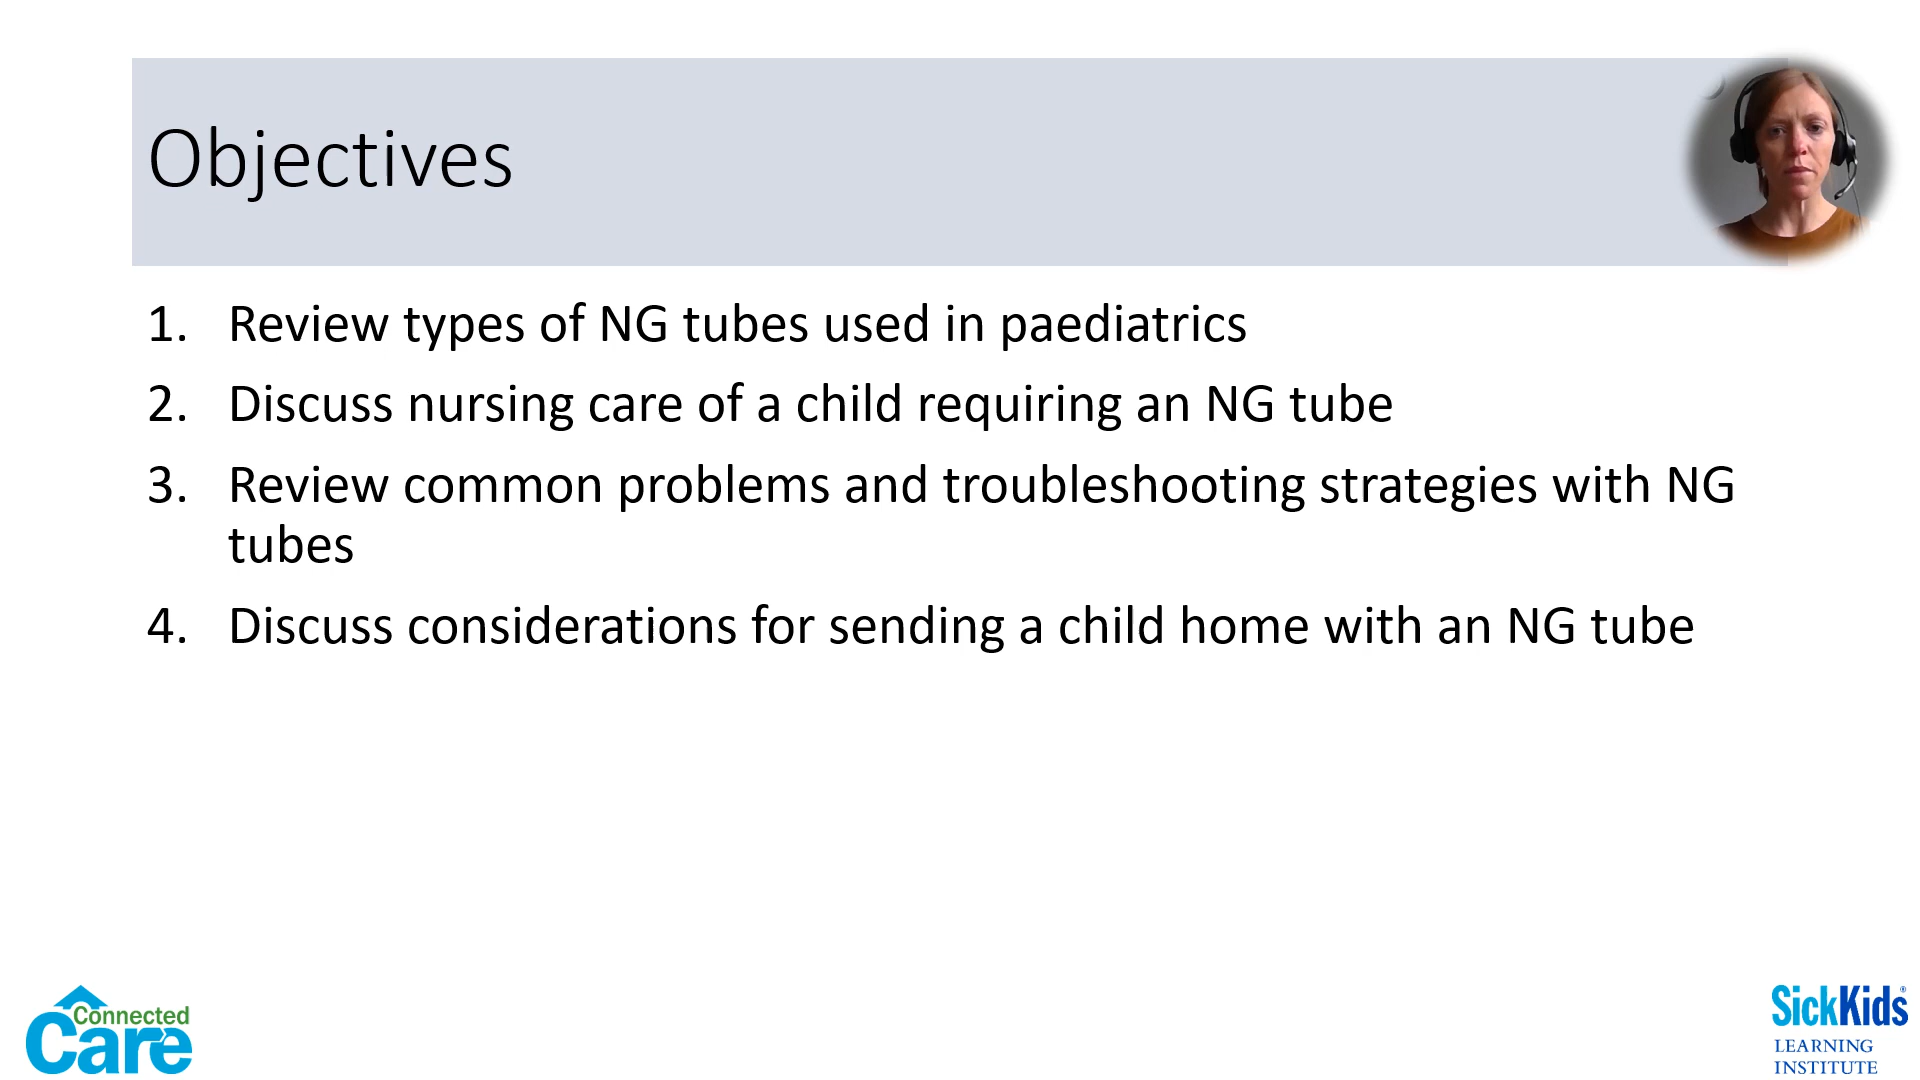 Objectives
1. Review types of NG tubes used in paediatrics
2. Discuss nursing care of a child requiring an NG tube
3. Review common problems and troubleshooting strategies with NG
tubes
4. Discuss considerations for sending a child home with an NG tube
Connected
Care
SickKids®
LEARNING
INSTITUTE